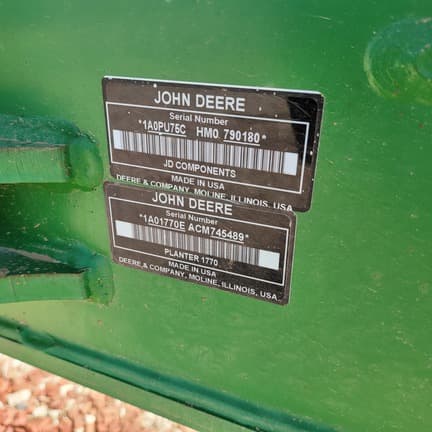 JOHN DEERE
Serial Number
*1A0PU75C HM0 790180*
JD COMPONENTS
MADE IN USA
DEERE & COMPANY, MOLINE, ILLINOIS, USA
JOHN DEERE
Serial Number
*1A01770E ACM745489*
PLANTER 1770
MADE IN USA
DEERE & COMPANY, MOLINE, ILLINOIS, USA